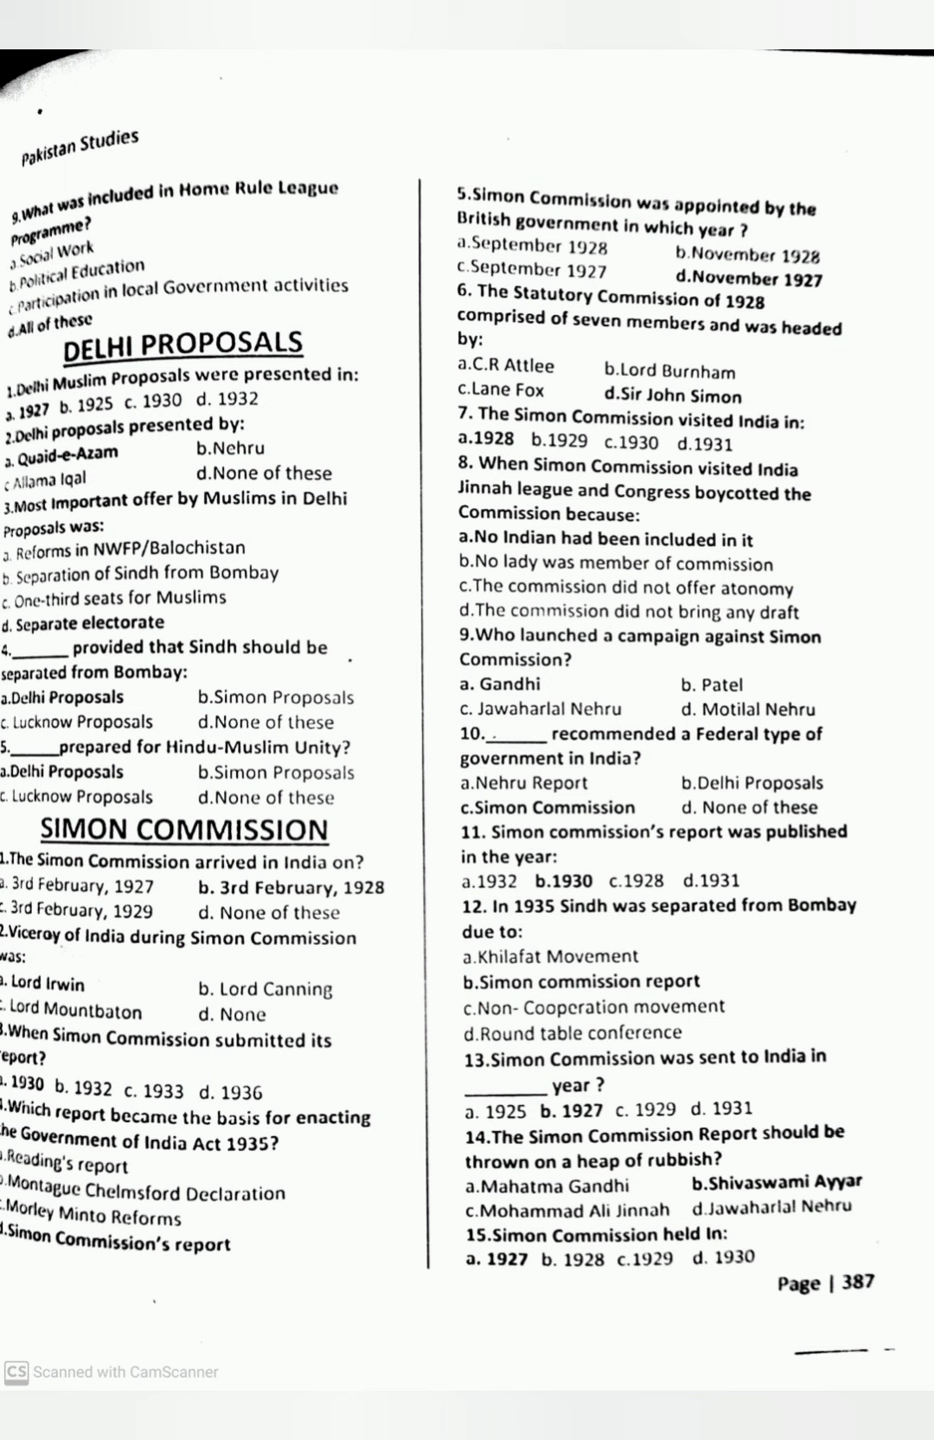 Pakistan Studies
9.What was included in Home Rule League
Programme?
a.Social Work
b.Political Education
c.Participation in local Government activities
d.All of these
DELHI PROPOSALS
1.Delhi Muslim Proposals were presented in:
a. 1927 b. 1925 c. 1930 d. 1932
2.Delhi proposals presented by:
a. Quaid-e-Azam b.Nehru
c Allama Iqal d.None of these
3.Most Important offer by Muslims in Delhi
Proposals was:
a. Reforms in NWFP/Balochistan
b. Separation of Sindh from Bombay
c. One-third seats for Muslims
d. Separate electorate
4.______ provided that Sindh should be
separated from Bombay:
a.Delhi Proposals b.Simon Proposals
c. Lucknow Proposals d.None of these
5._____prepared for Hindu-Muslim Unity?
a.Delhi Proposals b.Simon Proposals
c. Lucknow Proposals d.None of these
SIMON COMMISSION
1.The Simon Commission arrived in India on?
a. 3rd February, 1927 b. 3rd February, 1928
c. 3rd February, 1929 d. None of these
2.Viceroy of India during Simon Commission
was:
a. Lord Irwin b. Lord Canning
c. Lord Mountbaton d. None
3.When Simon Commission submitted its
eport?
a. 1930 b. 1932 c. 1933 d. 1936
4.Which report became the basis for enacting
he Government of India Act 1935?
a.Reading's report
b.Montague Chelmsford Declaration
c.Morley Minto Reforms
d.Simon Commission's report
5.Simon Commission was appointed by the
British government in which year ?
a.September 1928 b.November 1928
c.September 1927 d.November 1927
6. The Statutory Commission of 1928
comprised of seven members and was headed
by:
a.C.R Attlee b.Lord Burnham
c.Lane Fox d.Sir John Simon
7. The Simon Commission visited India in:
a.1928 b.1929 c.1930 d.1931
8. When Simon Commission visited India
Jinnah league and Congress boycotted the
Commission because:
a.No Indian had been included in it
b.No lady was member of commission
c.The commission did not offer atonomy
d.The commission did not bring any draft
9.Who launched a campaign against Simon
Commission?
a. Gandhi b. Patel
c. Jawaharlal Nehru d. Motilal Nehru
10.______ recommended a Federal type of
government in India?
a.Nehru Report b.Delhi Proposals
c.Simon Commission d. None of these
11. Simon commission's report was published
in the year:
a.1932 b.1930 c.1928 d.1931
12. In 1935 Sindh was separated from Bombay
due to:
a.Khilafat Movement
b.Simon commission report
c.Non- Cooperation movement
d.Round table conference
13.Simon Commission was sent to India in
________ year ?
a. 1925 b. 1927 c. 1929 d. 1931
14.The Simon Commission Report should be
thrown on a heap of rubbish?
a.Mahatma Gandhi b.Shivaswami Ayyar
c.Mohammad Ali Jinnah d.Jawaharlal Nehru
15.Simon Commission held In:
a. 1927 b. 1928 c.1929 d. 1930
Page | 387
CS Scanned with CamScanner